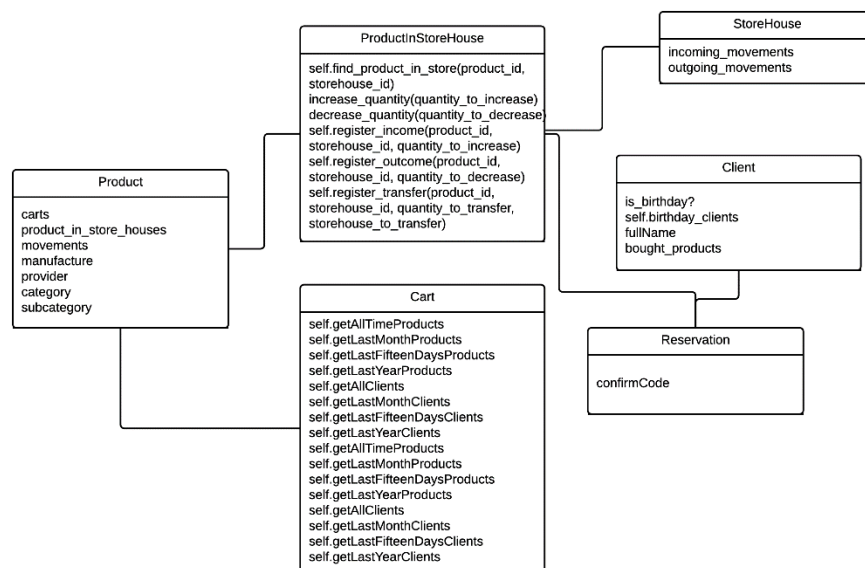 ProductInStoreHouse
self.find_product_in_store(product_id,
storehouse_id)
increase_quantity(quantity_to_increase)
decrease_quantity(quantity_to_decrease)
self.register_income(product_id,
storehouse_id, quantity_to_increase)
self.register_outcome(product_id,
storehouse_id, quantity_to_decrease)
self.register_transfer(product_id,
storehouse_id, quantity_to_transfer,
storehouse_to_transfer)
StoreHouse
incoming_movements
outgoing_movements
Product
carts
product_in_store_houses
movements
manufacture
provider
category
subcategory
Client
is_birthday?
self.birthday_clients
fullName
bought_products
Cart
self.getAllTimeProducts
self.getLastMonthProducts
self.getLastFifteenDaysProducts
self.getLastYearProducts
self.getAllClients
self.getLastMonthClients
self.getLastFifteenDaysClients
self.getLastYearClients
self.getAllTimeProducts
self.getLastMonthProducts
self.getLastFifteenDaysProducts
self.getLastYearProducts
self.getAllClients
self.getLastMonthClients
self.getLastFifteenDaysClients
self.getLastYearClients
Reservation
confirmCode